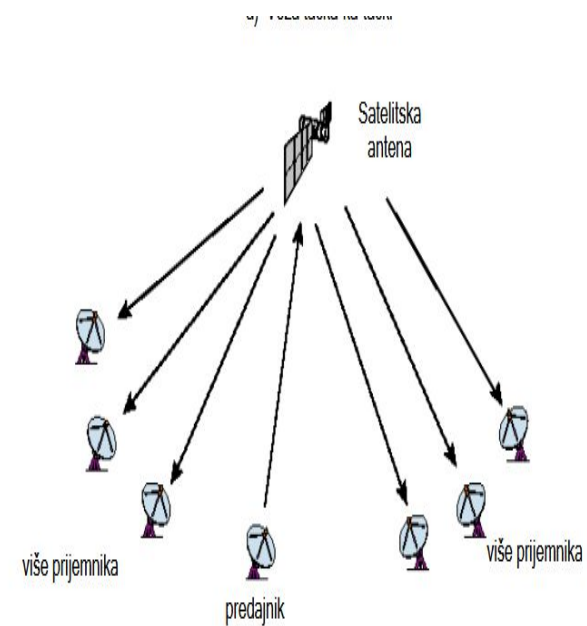 Satelitska
antena
više prijemnika
više prijemnika
predajnik